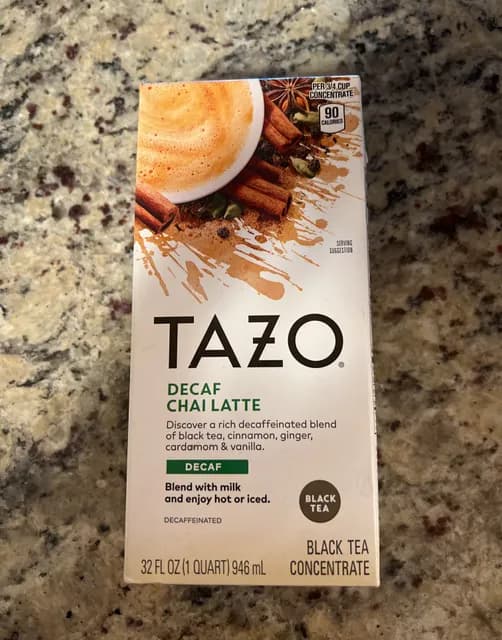 PER 3/4 CUP
CONCENTRATE
90
CALORIES
SERVING
SUGGESTION
TAZO®
DECAF
CHAI LATTE
Discover a rich decaffeinated blend
of black tea, cinnamon, ginger,
cardamom & vanilla.
DECAF
Blend with milk
and enjoy hot or iced.
DECAFFEINATED
BLACK
TEA
BLACK TEA
CONCENTRATE
32 FL OZ (1 QUART) 946 mL